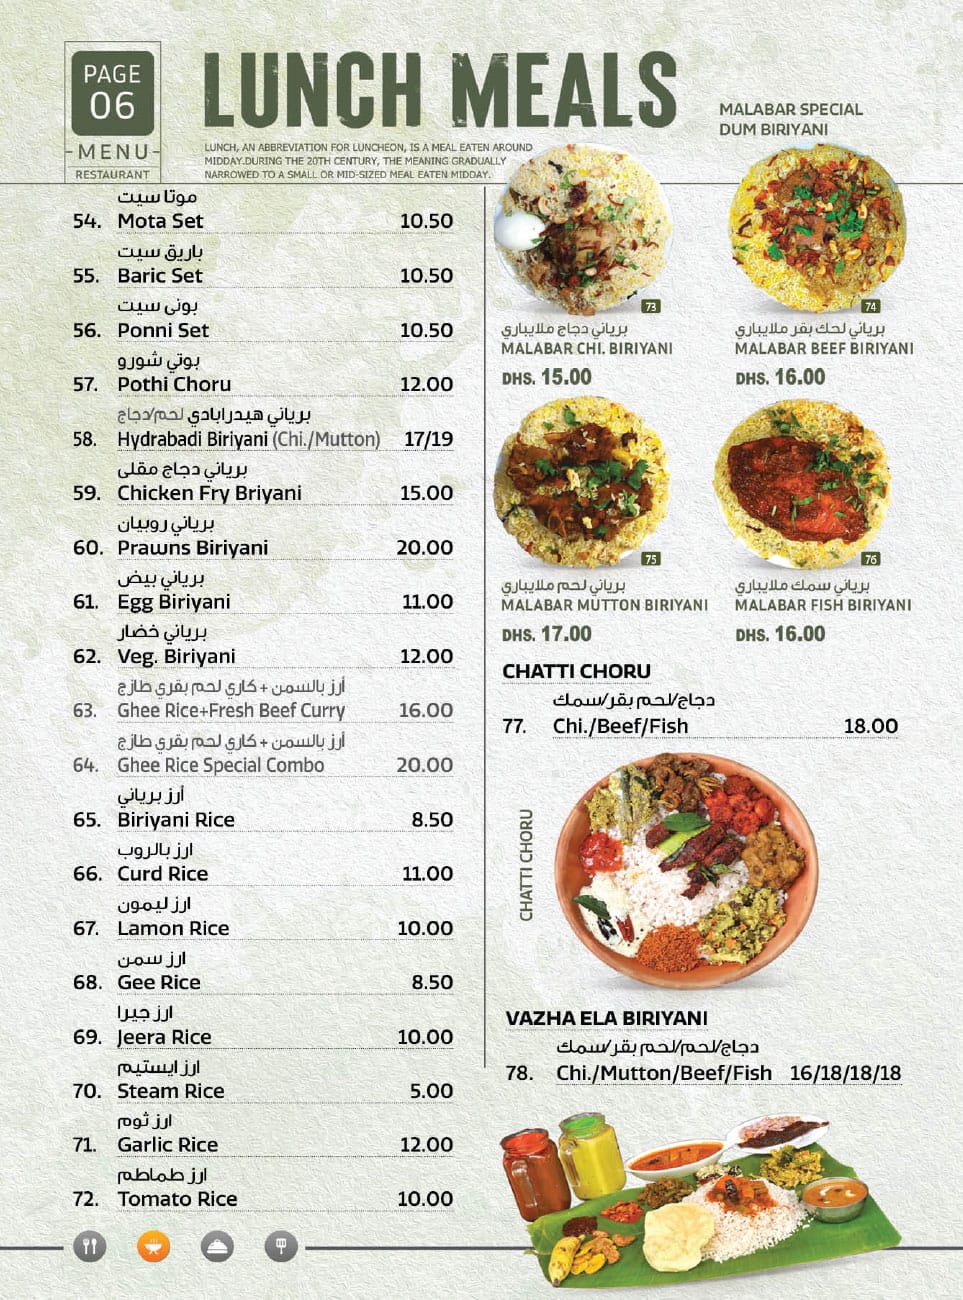 PAGE
06
MENU
RESTAURANT
LUNCH MEALS
LUNCH, AN ABBREVIATION FOR LUNCHEON, IS A MEAL EATEN AROUND
MIDDAY.DURING THE 20TH CENTURY, THE MEANING GRADUALLY
NARROWED TO A SMALL OR MID-SIZED MEAL EATEN MIDDAY.
موتا سيت
54. Mota Set 10.50
باريق سيت
55. Baric Set 10.50
بوني سيت
56. Ponni Set 10.50
بوتي شورو
57. Pothi Choru 12.00
برياني هيدرابادي لحم/دجاج
58. Hydrabadi Biriyani (Chi./Mutton) 17/19
برياني دجاج مقلى
59. Chicken Fry Briyani 15.00
برياني روبيان
60. Prawns Biriyani 20.00
برياني بيض
61. Egg Biriyani 11.00
برياني خضار
62. Veg. Biriyani 12.00
أرز بالسمن + كاري لحم بقري طازج
63. Ghee Rice+Fresh Beef Curry 16.00
أرز بالسمن + كاري لحم بقري طازج
64. Ghee Rice Special Combo 20.00
أرز برياني
65. Biriyani Rice 8.50
ارز بالروب
66. Curd Rice 11.00
ارز ليمون
67. Lamon Rice 10.00
ارز سمن
68. Gee Rice 8.50
ارز جيرا
69. Jeera Rice 10.00
ارز ايستيم
70. Steam Rice 5.00
ارز ثوم
71. Garlic Rice 12.00
ارز طماطم
72. Tomato Rice 10.00
MALABAR SPECIAL
DUM BIRIYANI
73
برياني دجاج ملايباري
MALABAR CHI. BIRIYANI
DHS. 15.00
74
برياني لحك بقر ملايباري
MALABAR BEEF BIRIYANI
DHS. 16.00
75
برياني لحم ملايباري
MALABAR MUTTON BIRIYANI
DHS. 17.00
76
برياني سمك ملايباري
MALABAR FISH BIRIYANI
DHS. 16.00
CHATTI CHORU
دجاج/لحم بقر/سمك
77. Chi./Beef/Fish 18.00
CHATTI CHORU
VAZHA ELA BIRIYANI
دجاج/لحم/لحم بقر/سمك
78. Chi./Mutton/Beef/Fish 16/18/18/18